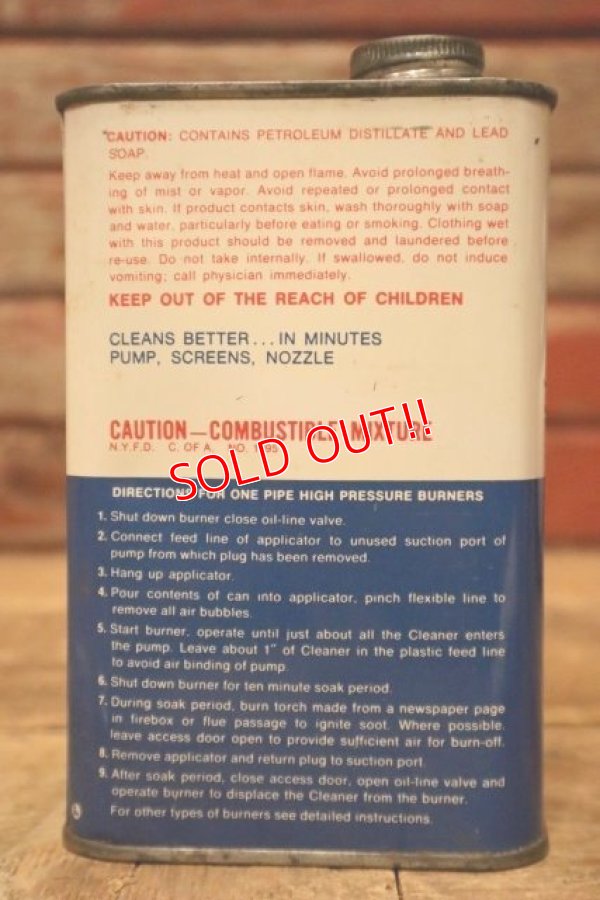 CAUTION: CONTAINS PETROLEUM DISTILLATE AND LEAD
SOAP.
Keep away from heat and open flame. Avoid prolonged breath-
ing of mist or vapor. Avoid repeated or prolonged contact
with skin. If product contacts skin, wash thoroughly with soap
and water, particularly before eating or smoking. Clothing wet
with this product should be removed and laundered before
re-use. Do not take internally. If swallowed, do not induce
vomiting; call physician immediately.
KEEP OUT OF THE REACH OF CHILDREN
CLEANS BETTER...IN MINUTES
PUMP, SCREENS, NOZZLE
CAUTION—COMBUSTIBLE MIXTURE
N.Y.F.D. C. OF A. NO.
SOLD OUT!!
DIRECTIONS FOR ONE PIPE HIGH PRESSURE BURNERS
1. Shut down burner close oil-line valve.
2. Connect feed line of applicator to unused suction port of
pump from which plug has been removed.
3. Hang up applicator.
4. Pour contents of can into applicator, pinch flexible line to
remove all air bubbles.
5. Start burner, operate until just about all the Cleaner enters
the pump. Leave about 1" of Cleaner in the plastic feed line
to avoid air binding of pump.
6. Shut down burner for ten minute soak period.
7. During soak period, burn torch made from a newspaper page
in firebox or flue passage to ignite soot. Where possible,
leave access door open to provide sufficient air for burn-off.
8. Remove applicator and return plug to suction port.
9. After soak period, close access door, open oil-line valve and
operate burner to displace the Cleaner from the burner.
For other types of burners see detailed instructions.